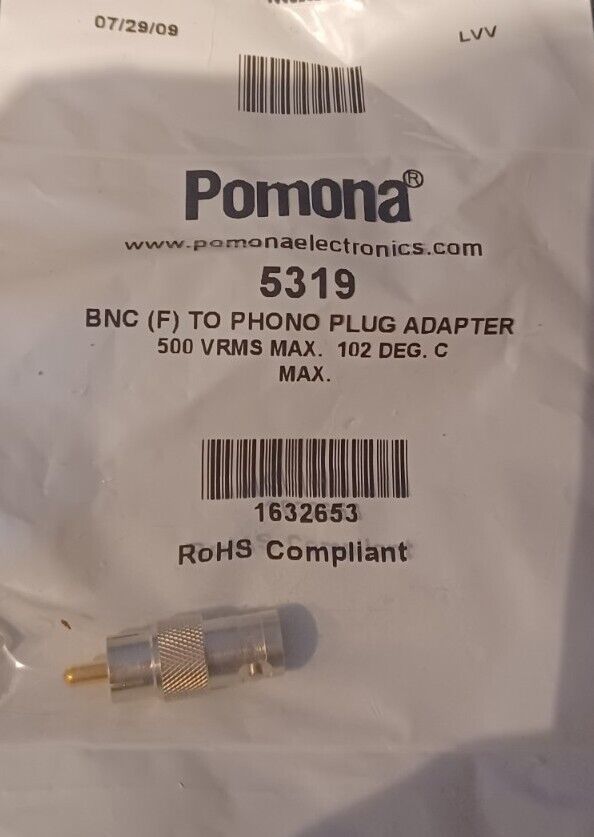 07/29/09
LVV
Pomona®
www.pomonaelectronics.com
5319
BNC (F) TO PHONO PLUG ADAPTER
500 VRMS MAX. 102 DEG. C
MAX.
1632653
RoHS Compliant